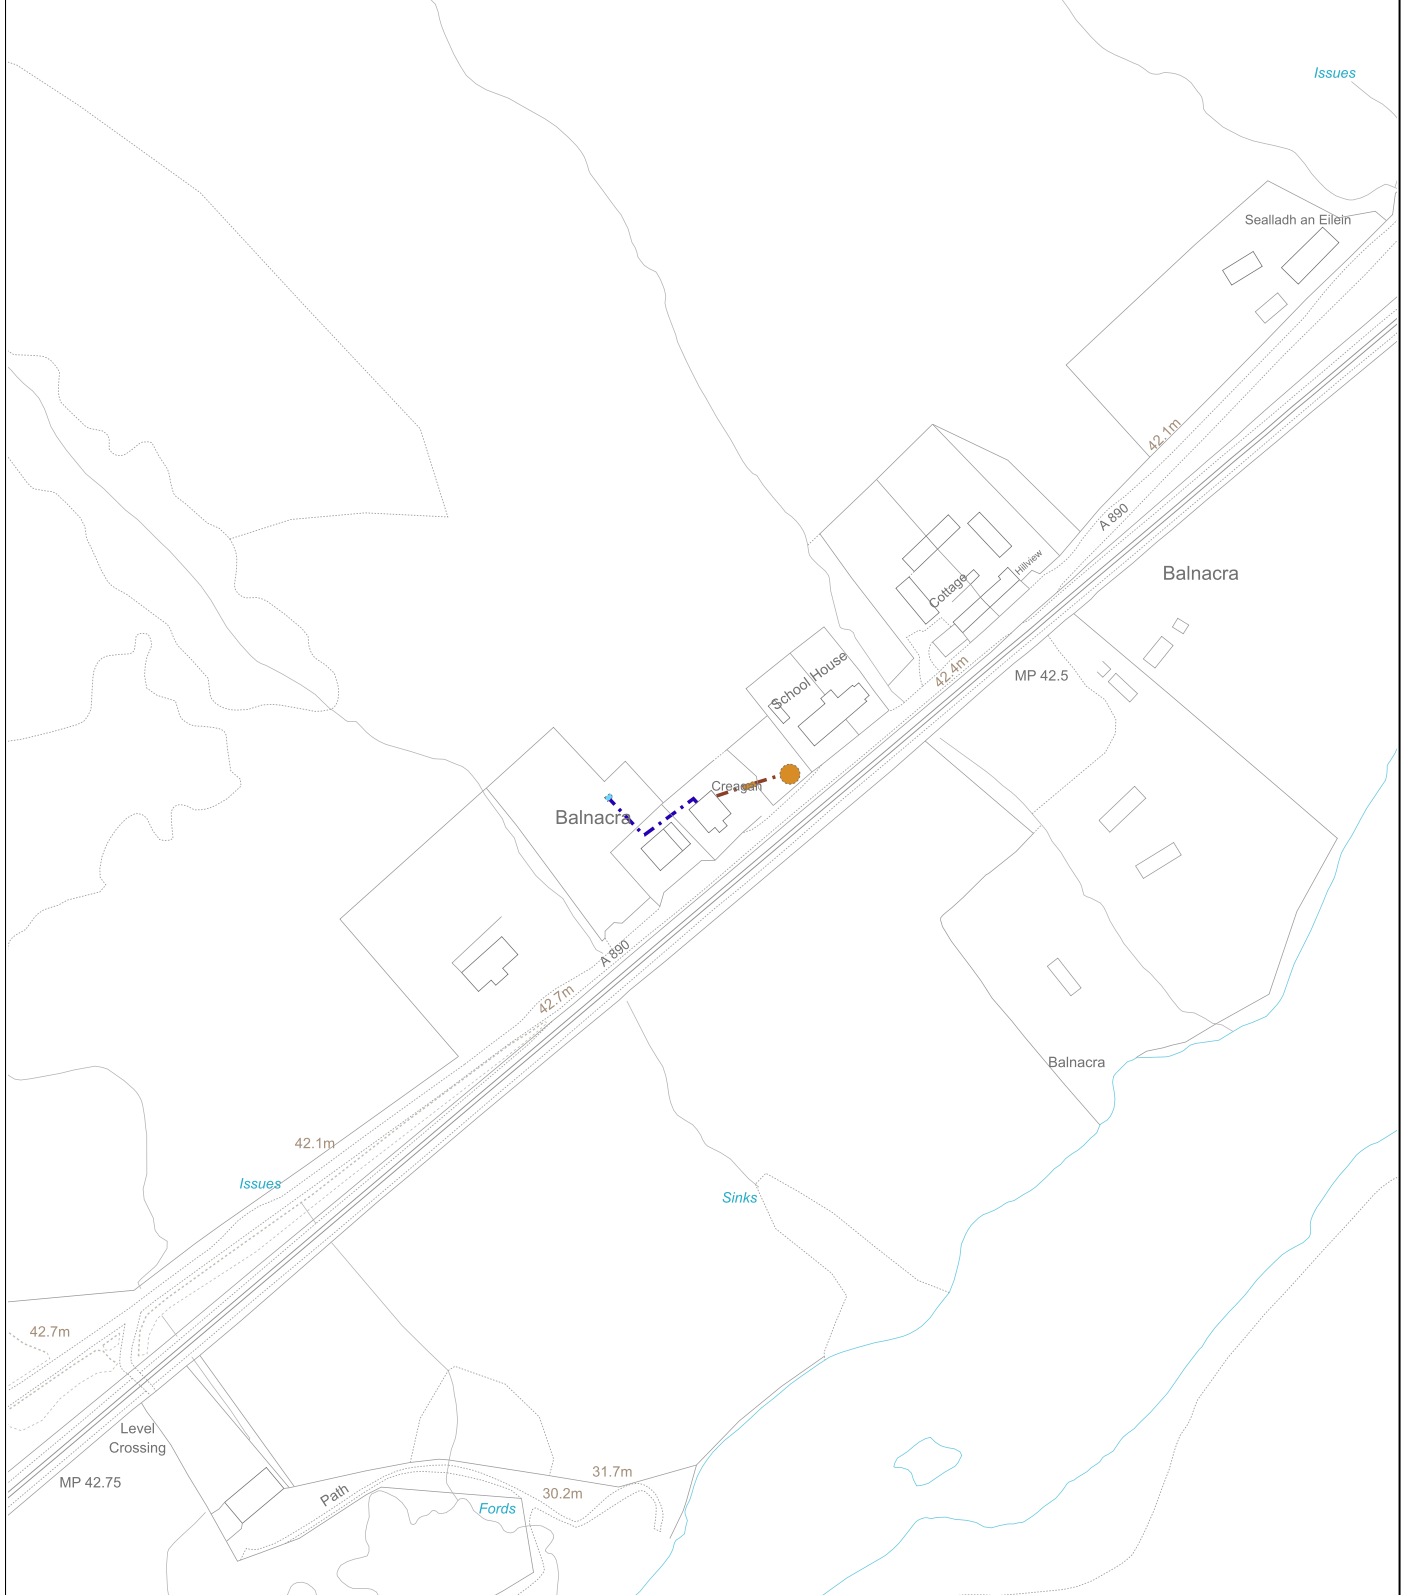 Issues
Sealladh an Eilein
42.1m
A 890
Hillview
Cottage
Balnacra
School House
42.4m
MP 42.5
Creagan
Balnacra
A 890
42.7m
Balnacra
42.1m
Issues
Sinks
42.7m
Level
Crossing
MP 42.75
Path
31.7m
30.2m
Fords